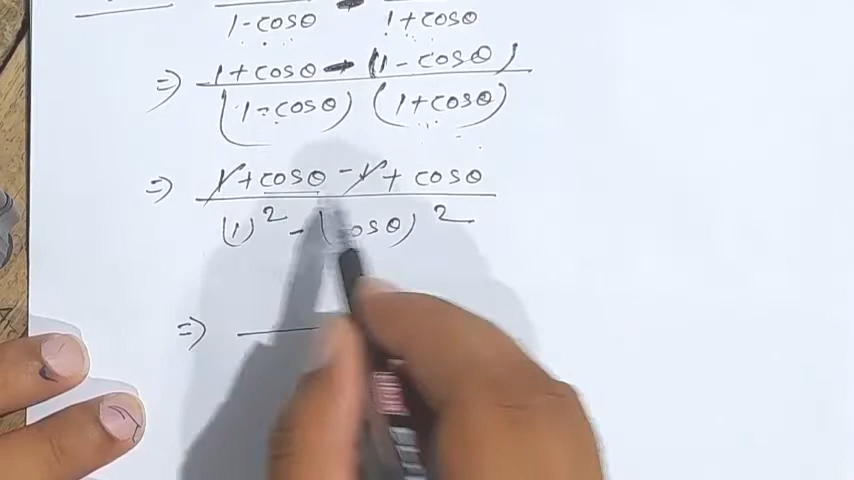 1-cosθ - 1+cosθ
⇒ 1+cosθ - (1-cosθ)
(1-cosθ) (1+cosθ)
⇒ 1+cosθ -1+ cosθ
(1)² - (cosθ)²
⇒